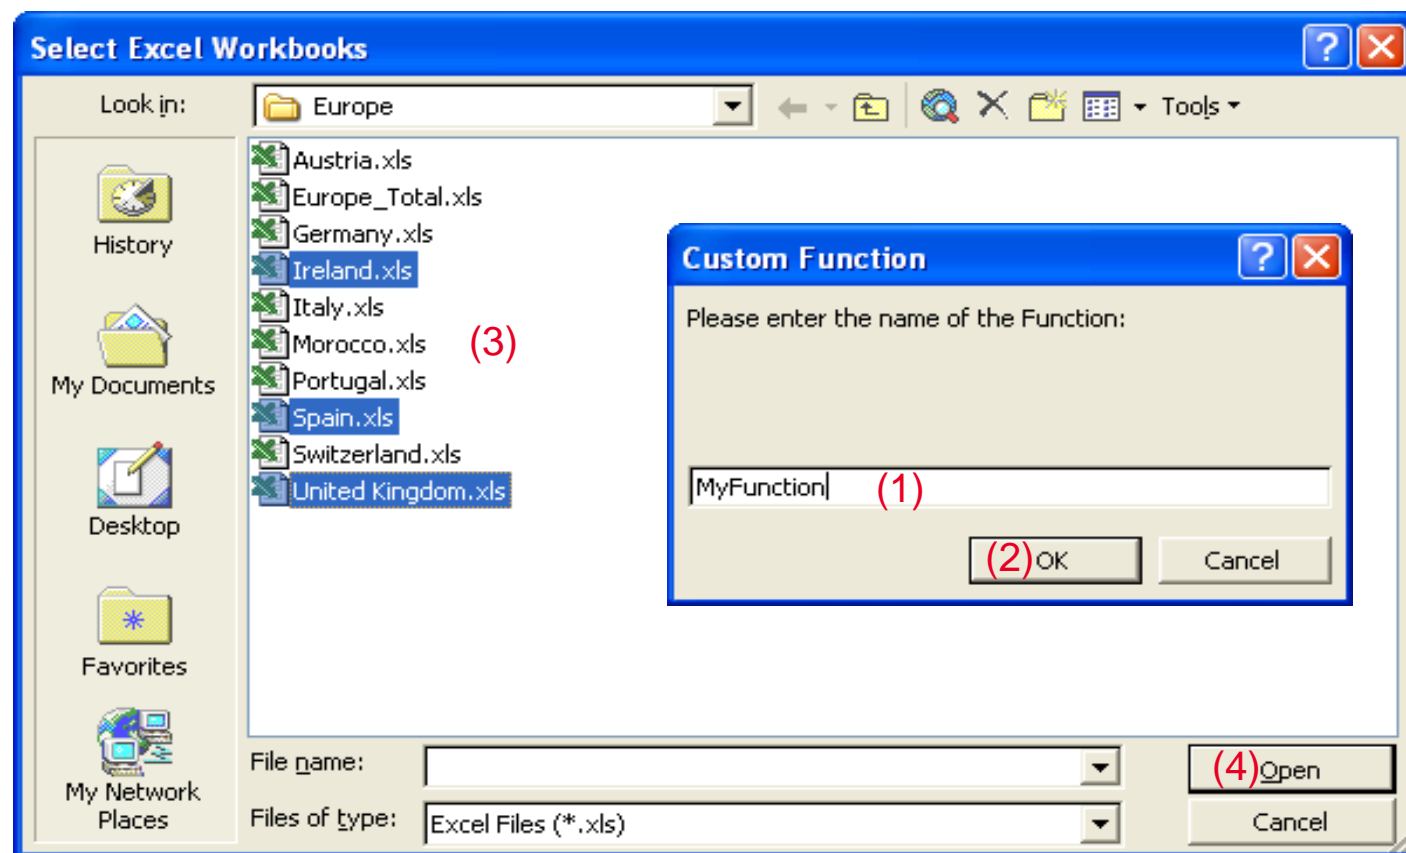 Select Excel Workbooks
Look in:
Europe
Tools
History
My Documents
Desktop
Favorites
My Network
Places
Austria.xls
Europe_Total.xls
Germany.xls
Ireland.xls
Italy.xls
Morocco.xls
(3)
Portugal.xls
Spain.xls
Switzerland.xls
United Kingdom.xls
Custom Function
Please enter the name of the Function:
MyFunction (1)
(2) OK
Cancel
File name:
(4) Open
Files of type:
Excel Files (*.xls)
Cancel